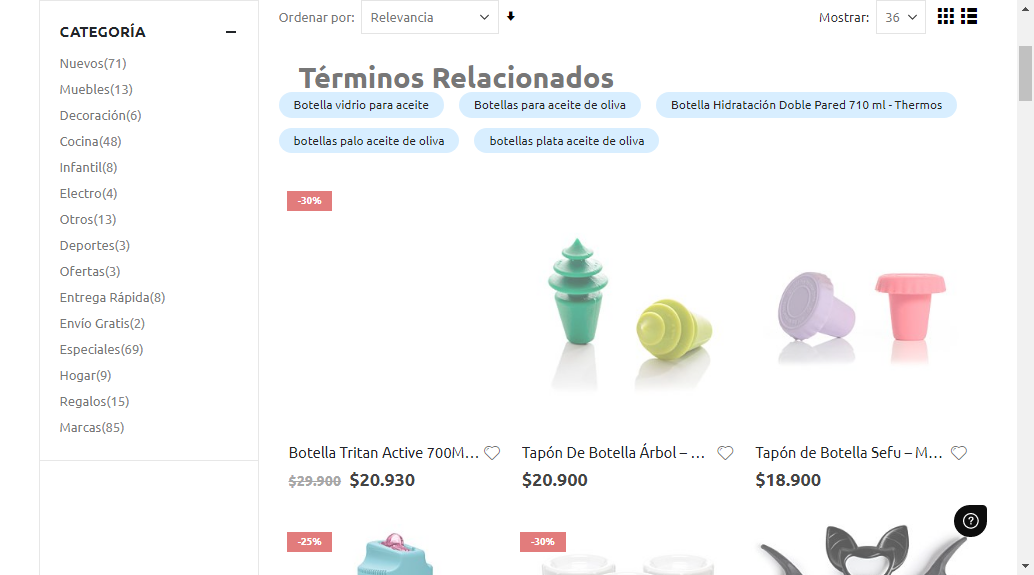 Ordenar por: Relevancia
Mostrar: 36
CATEGORÍA
Nuevos(71)
Muebles(13)
Decoración(6)
Cocina(48)
Infantil(8)
Electro(4)
Otros(13)
Deportes(3)
Ofertas(3)
Entrega Rápida(8)
Envío Gratis(2)
Especiales(69)
Hogar(9)
Regalos(15)
Marcas(85)
Términos Relacionados
Botella vidrio para aceite
Botellas para aceite de oliva
Botella Hidratación Doble Pared 710 ml - Thermos
botellas palo aceite de oliva
botellas plata aceite de oliva
-30%
Botella Tritan Active 700M...
$29.900 $20.930
Tapón De Botella Árbol – ...
$20.900
Tapón de Botella Sefu – M...
$18.900
-25%
-30%